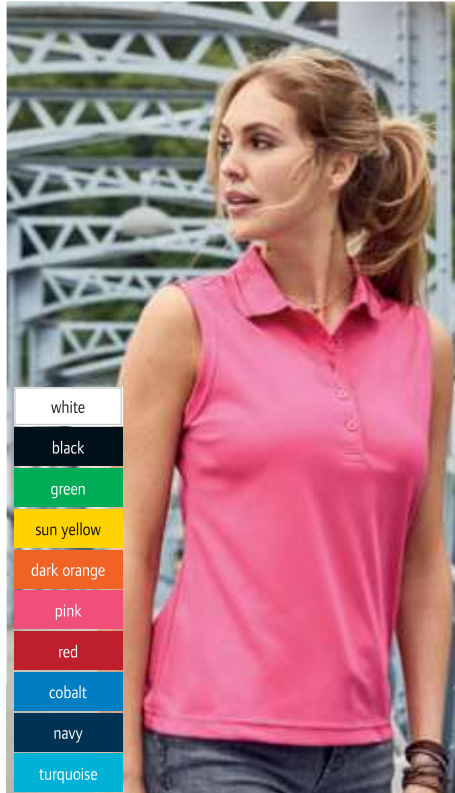 white
black
green
sun yellow
dark orange
pink
red
cobalt
navy
turquoise